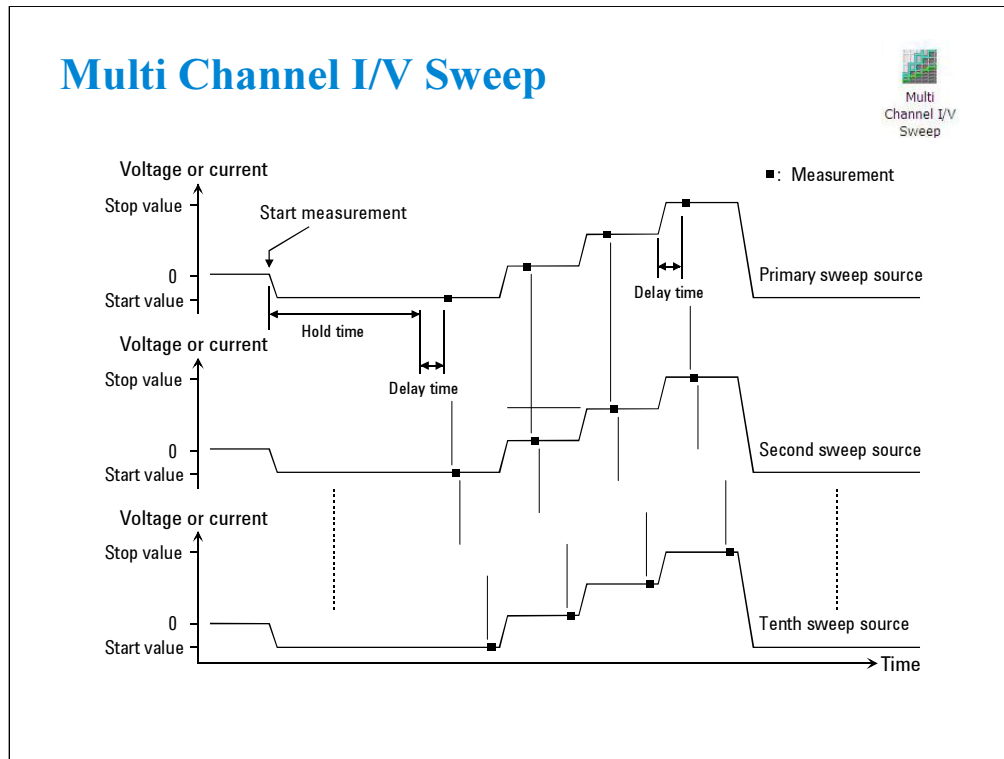 Multi Channel I/V Sweep
Multi
Channel I/V
Sweep
Voltage or current
■: Measurement
Stop value
Start measurement
0
Primary sweep source
Start value
Delay time
Hold time
Voltage or current
Delay time
Stop value
0
Second sweep source
Start value
Voltage or current
Stop value
0
Tenth sweep source
Start value
Time